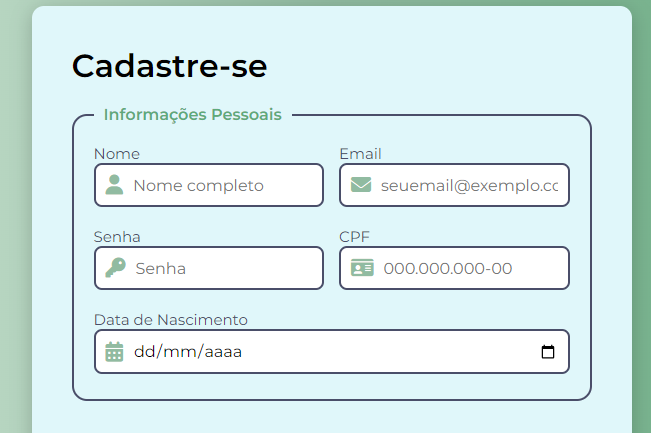 Cadastre-se
Informações Pessoais
Nome
Email
Nome completo
seuemail@exemplo.cc
Senha
CPF
Senha
000.000.000-00
Data de Nascimento
dd/mm/aaaa